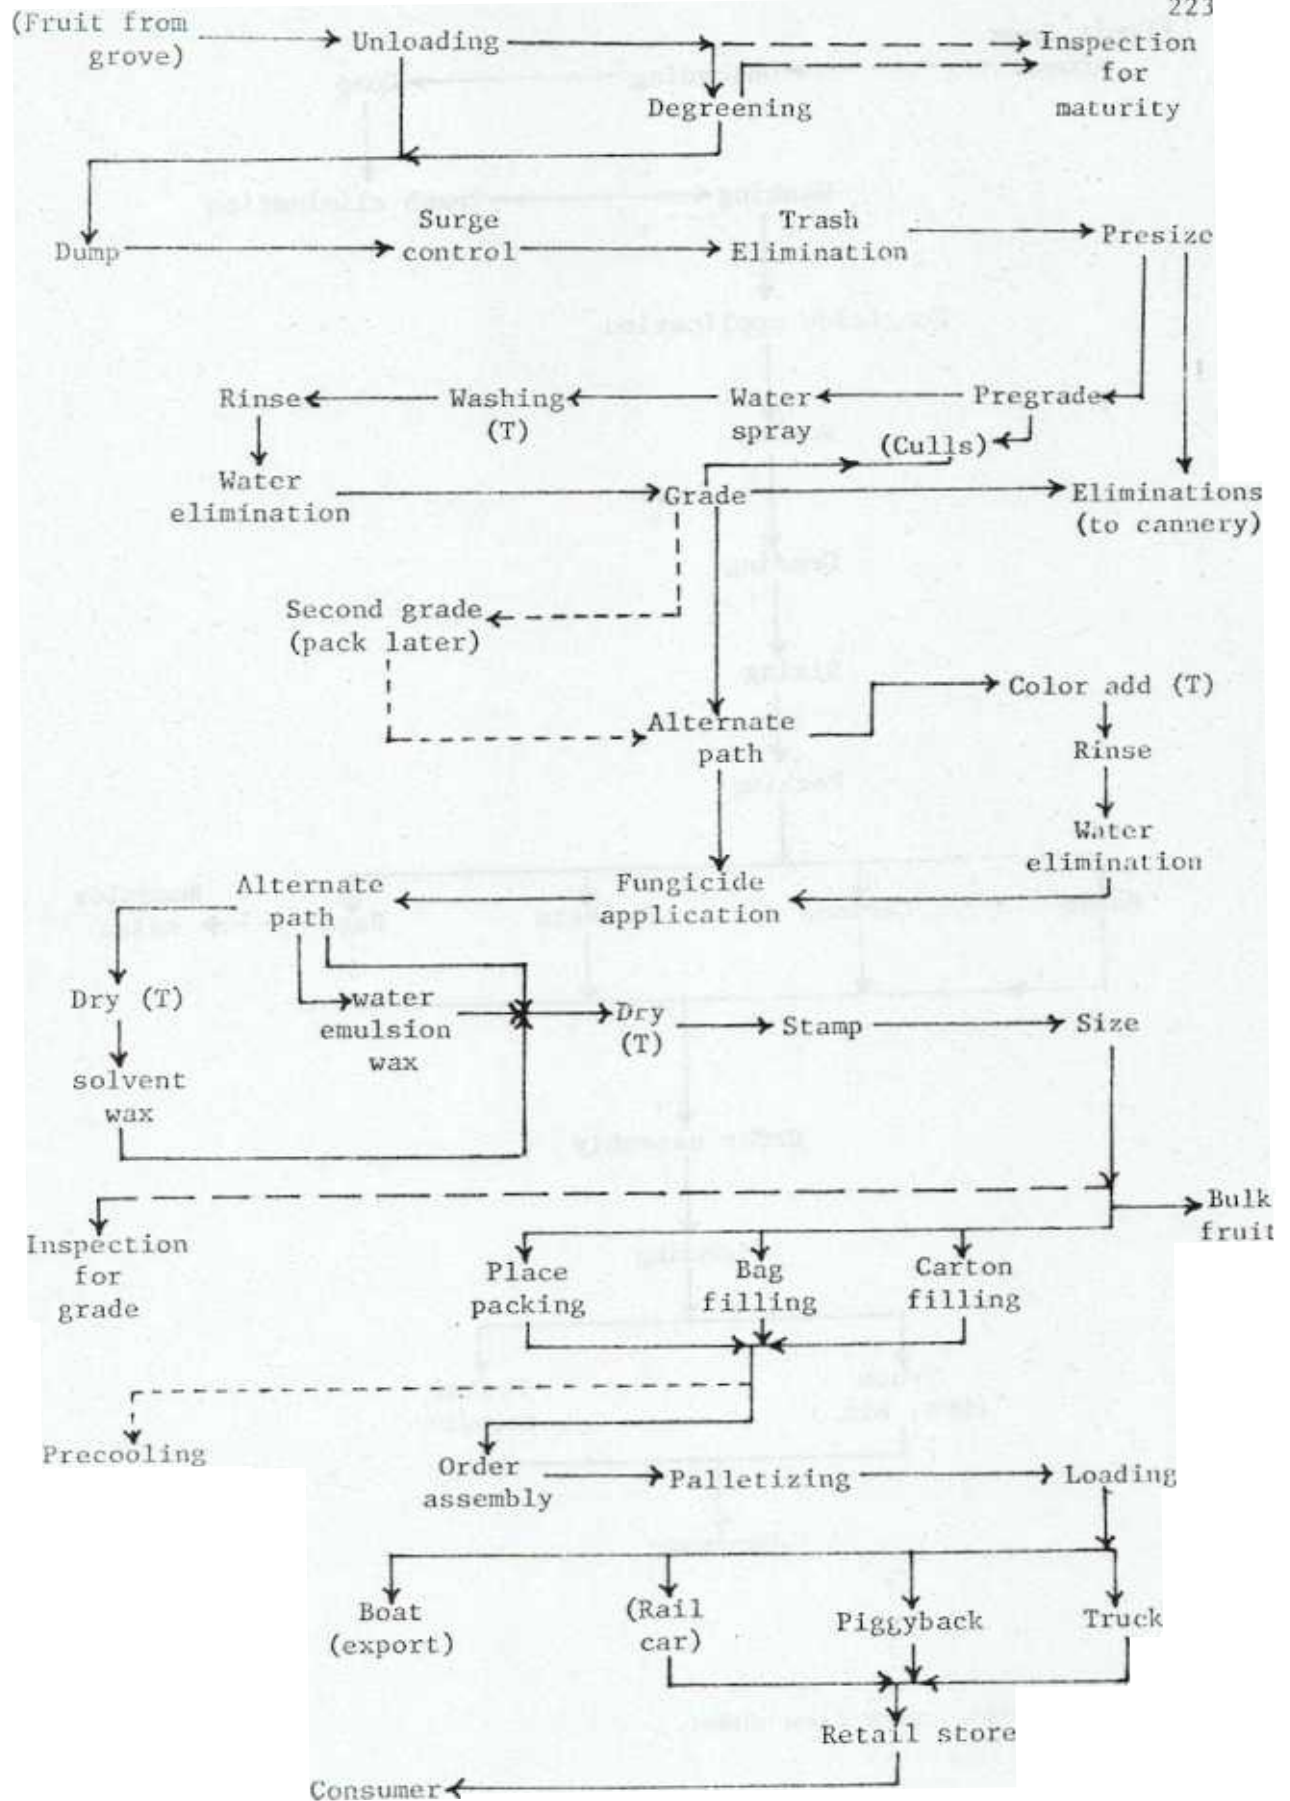 223
(Fruit from
grove)
Unloading
Inspection
for
maturity
Degreening
Dump
Surge
control
Trash
Elimination
Presize
Rinse
Washing
(T)
Water
spray
Pregrade
(Culls)
Water
elimination
Grade
Eliminations
(to cannery)
Second grade
(pack later)
Alternate
path
Color add (T)
Rinse
Water
elimination
Fungicide
application
Alternate
path
Dry (T)
water
emulsion
wax
Dry
(T)
Stamp
Size
solvent
wax
Bulk
fruit
Inspection
for
grade
Place
packing
Bag
filling
Carton
filling
Precooling
Order
assembly
Palletizing
Loading
Boat
(export)
(Rail
car)
Piggyback
Truck
Retail store
Consumer